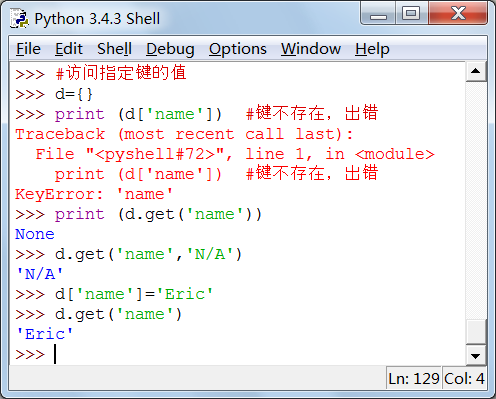 Python 3.4.3 Shell
File Edit Shell Debug Options Window Help
>>> #访问指定键的值
>>> d={}
>>> print (d['name'])  #键不存在，出错
Traceback (most recent call last):
  File "<pyshell#72>", line 1, in <module>
    print (d['name'])  #键不存在，出错
KeyError: 'name'
>>> print (d.get('name'))
None
>>> d.get('name','N/A')
'N/A'
>>> d['name']='Eric'
>>> d.get('name')
'Eric'
>>>
Ln: 129 Col: 4